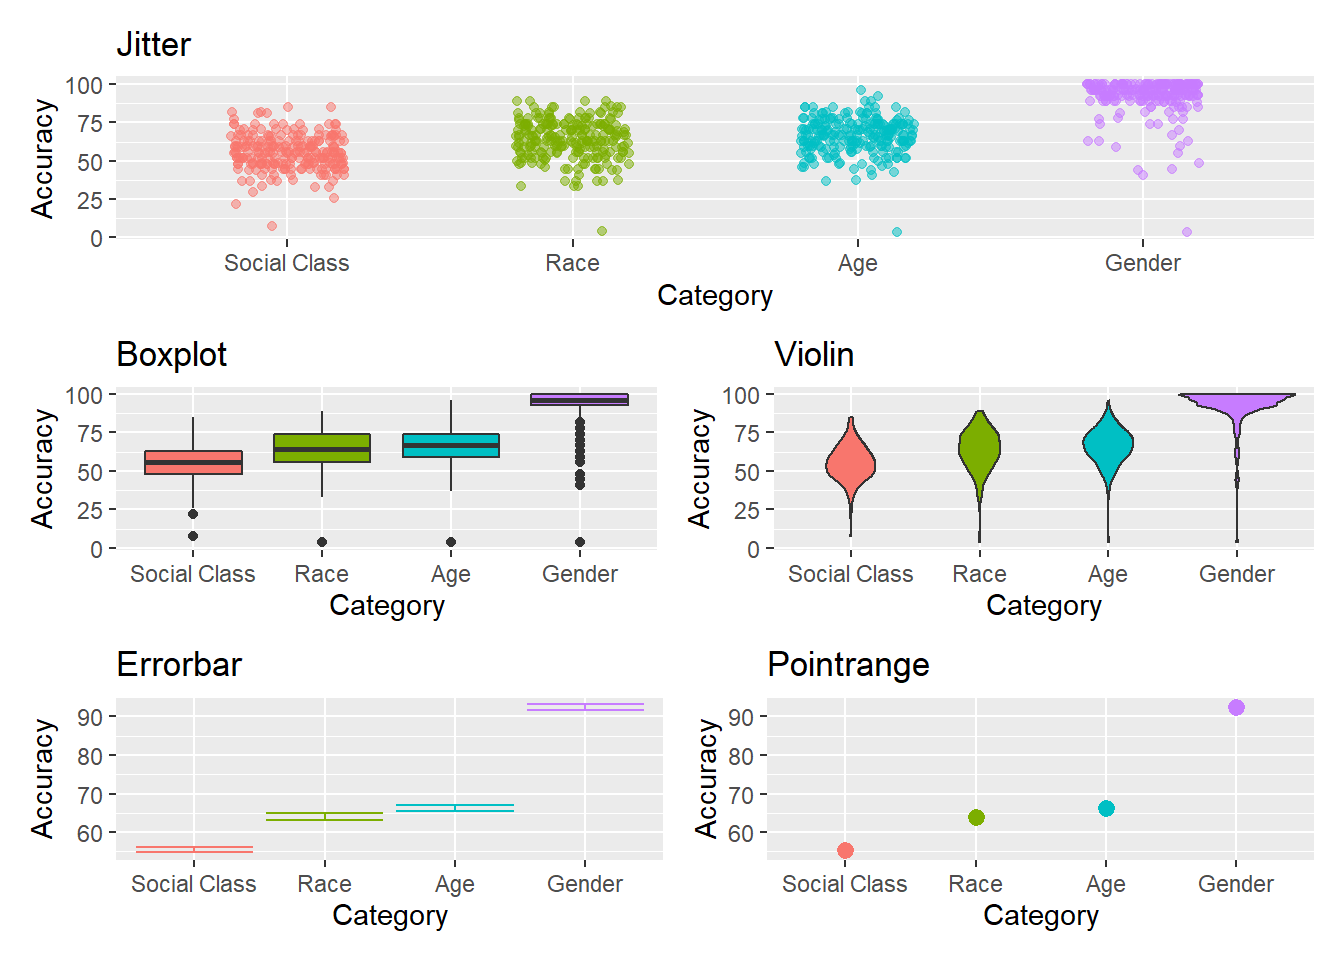 Jitter
Accuracy
100
75
50
25
0
Social Class Race Age Gender
Category
Boxplot
Accuracy
100
75
50
25
0
Social Class Race Age Gender
Category
Violin
Accuracy
100
75
50
25
0
Social Class Race Age Gender
Category
Errorbar
Accuracy
90
80
70
60
Social Class Race Age Gender
Category
Pointrange
Accuracy
90
80
70
60
Social Class Race Age Gender
Category